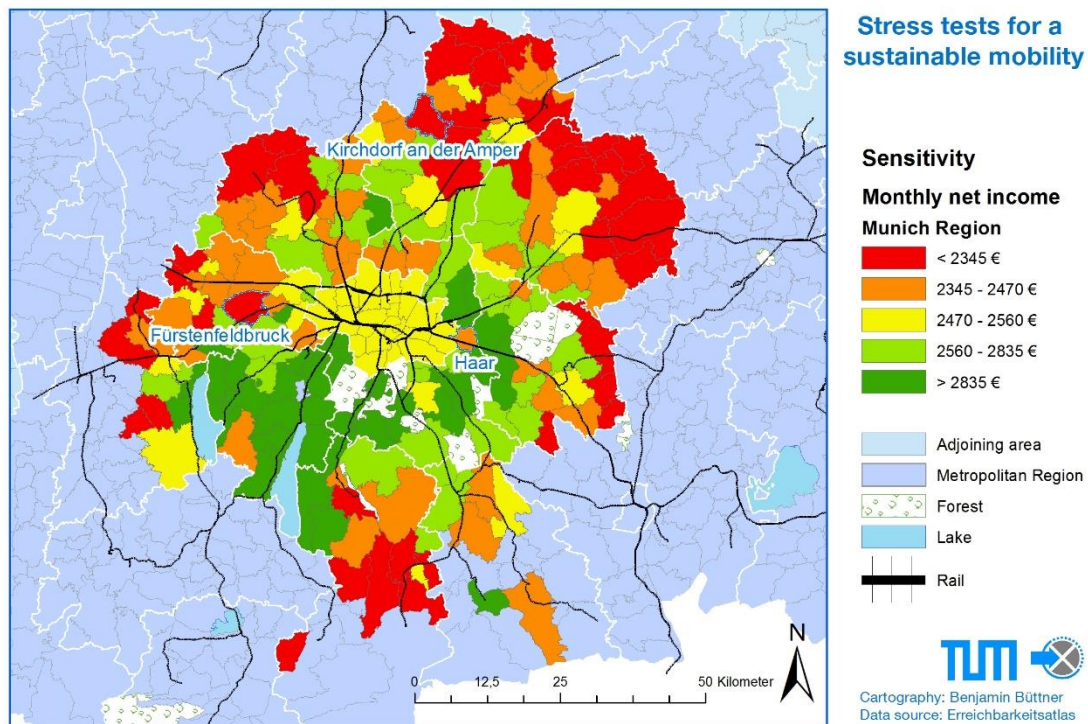 Stress tests for a
sustainable mobility
Kirchdorf an der Amper
Fürstenfeldbruck
Haar
Sensitivity
Monthly net income
Munich Region
< 2345 €
2345 - 2470 €
2470 - 2560 €
2560 - 2835 €
> 2835 €
Adjoining area
Metropolitan Region
Forest
Lake
Rail
N
0 12,5 25 50 Kilometer
TUM
Cartography: Benjamin Büttner
Data source: Erreichbarkeitsatlas